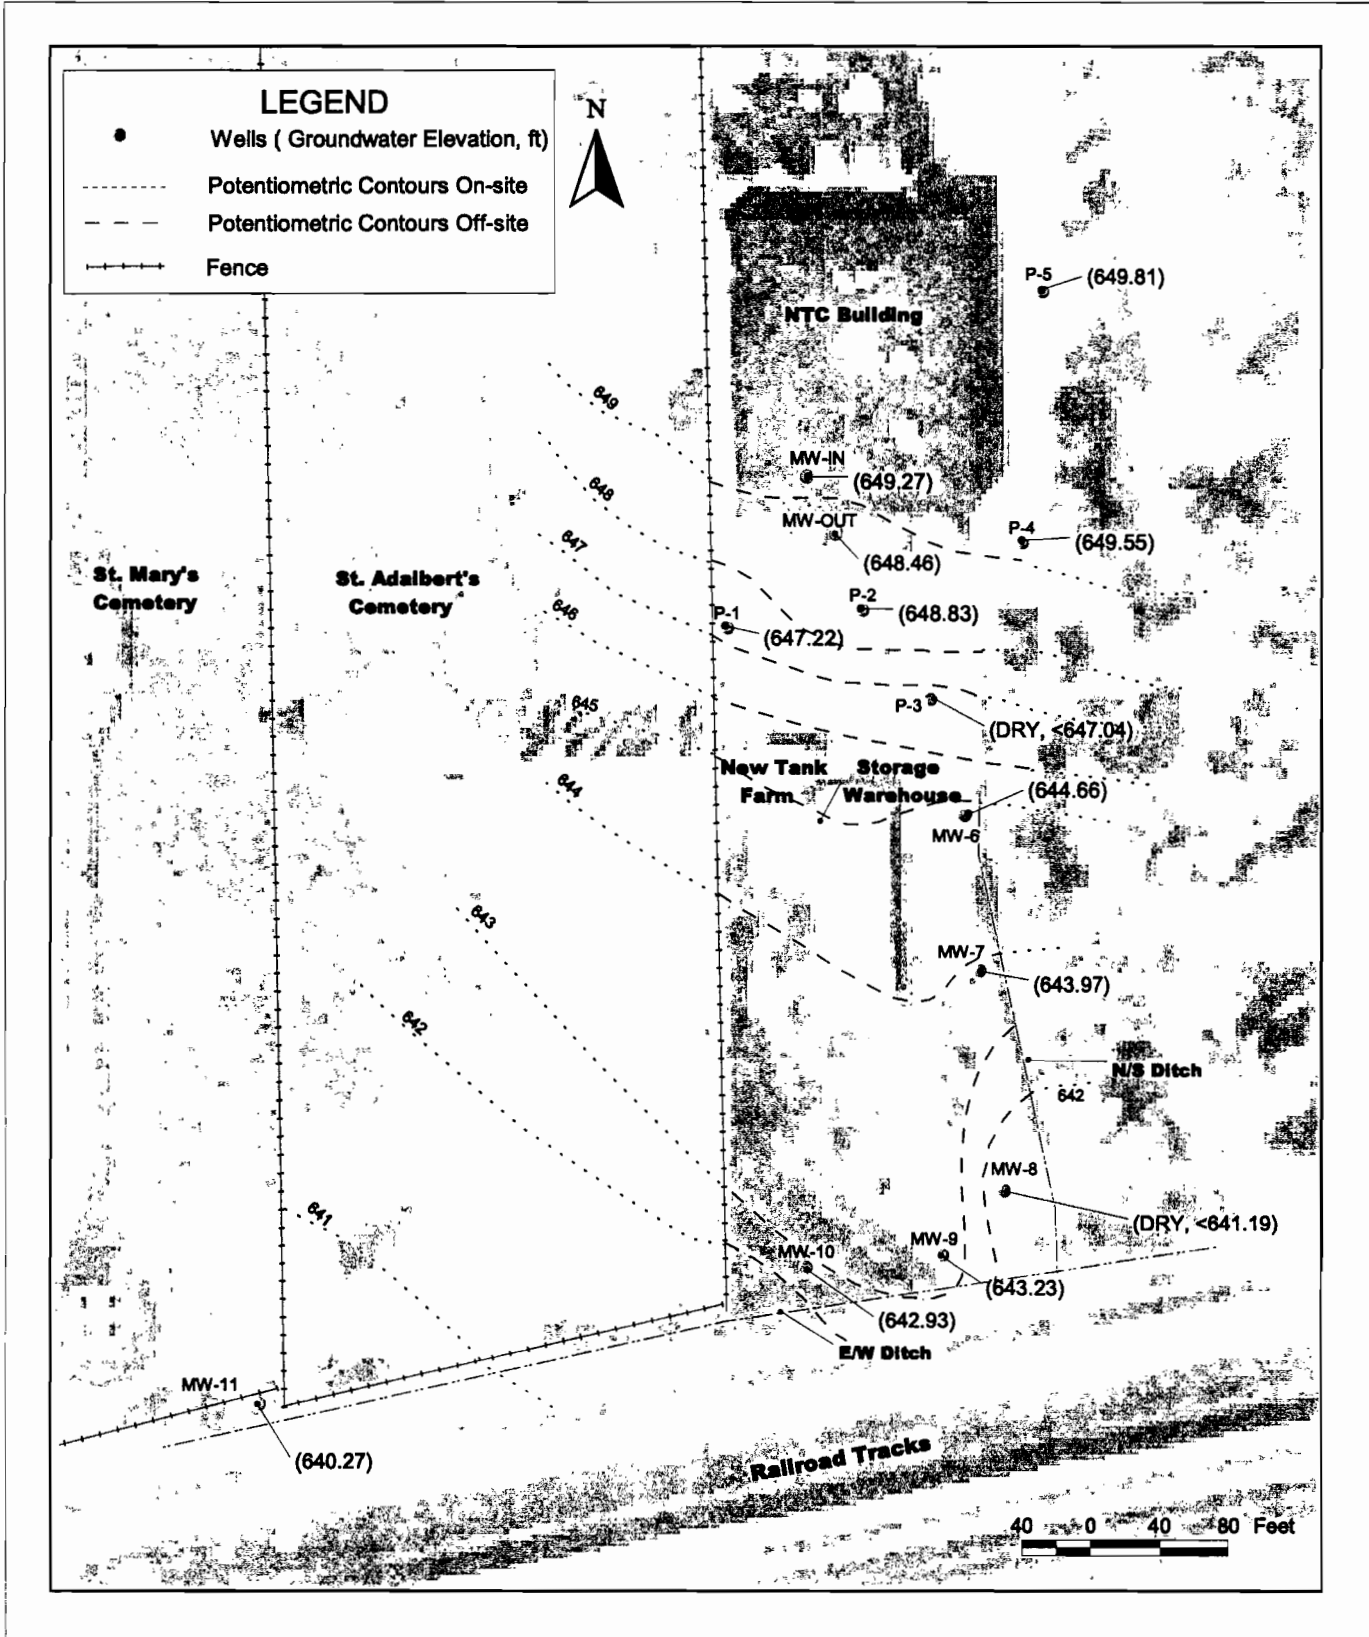 LEGEND
Wells ( Groundwater Elevation, ft)
Potentiometric Contours On-site
Potentiometric Contours Off-site
Fence
N
P-5
(649.81)
NTC Building
649
MW-IN
(649.27)
648
MW-OUT
(648.46)
P-4
(649.55)
647
St. Mary's
Cemetery
St. Adalbert's
Cemetery
646
P-1
(647.22)
P-2
(648.83)
645
P-3
(DRY, <647.04)
New Tank
Farm
Storage
Warehouse
644
(644.66)
MW-6
643
MW-7
(643.97)
642
N/S Ditch
642
MW-8
(DRY, <641.19)
641
MW-10
MW-9
(643.23)
(642.93)
E/W Ditch
MW-11
(640.27)
Railroad Tracks
40 0 40 80 Feet